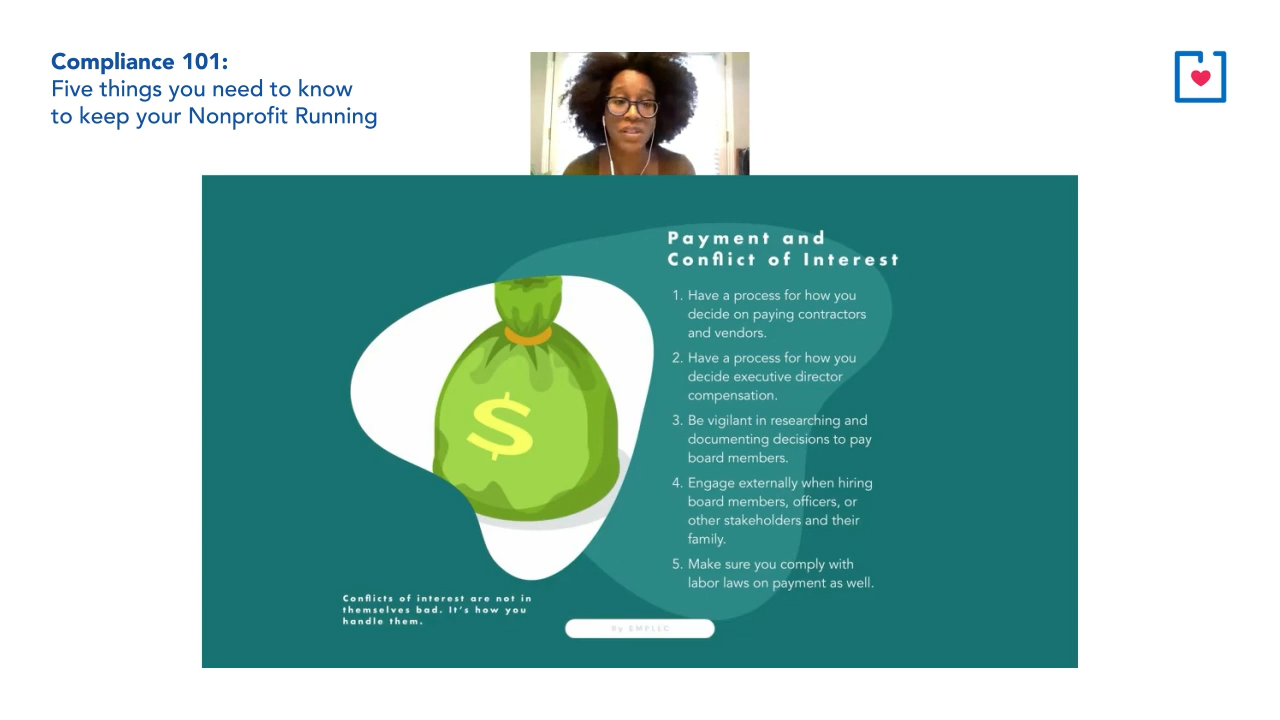 Compliance 101:
Five things you need to know
to keep your Nonprofit Running
Payment and
Conflict of Interest
1. Have a process for how you
decide on paying contractors
and vendors.
2. Have a process for how you
decide executive director
compensation.
3. Be vigilant in researching and
documenting decisions to pay
board members.
4. Engage externally when hiring
board members, officers, or
other stakeholders and their
family.
5. Make sure you comply with
labor laws on payment as well.
$
Conflicts of interest are not in
themselves bad. It's how you
handle them.
By